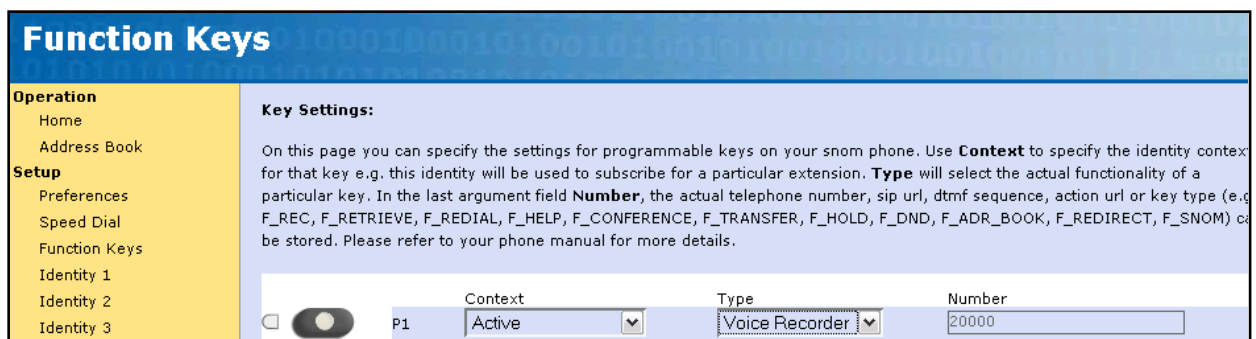 Function Keys
Operation
Home
Address Book
Setup
Preferences
Speed Dial
Function Keys
Identity 1
Identity 2
Identity 3
Key Settings:
On this page you can specify the settings for programmable keys on your snom phone. Use Context to specify the identity contex
for that key e.g. this identity will be used to subscribe for a particular extension. Type will select the actual functionality of a
particular key. In the last argument field Number, the actual telephone number, sip url, dtmf sequence, action url or key type (e.g
F_REC, F_RETRIEVE, F_REDIAL, F_HELP, F_CONFERENCE, F_TRANSFER, F_HOLD, F_DND, F_ADR_BOOK, F_REDIRECT, F_SNOM) ca
be stored. Please refer to your phone manual for more details.
Context Type Number
P1 Active Voice Recorder 20000